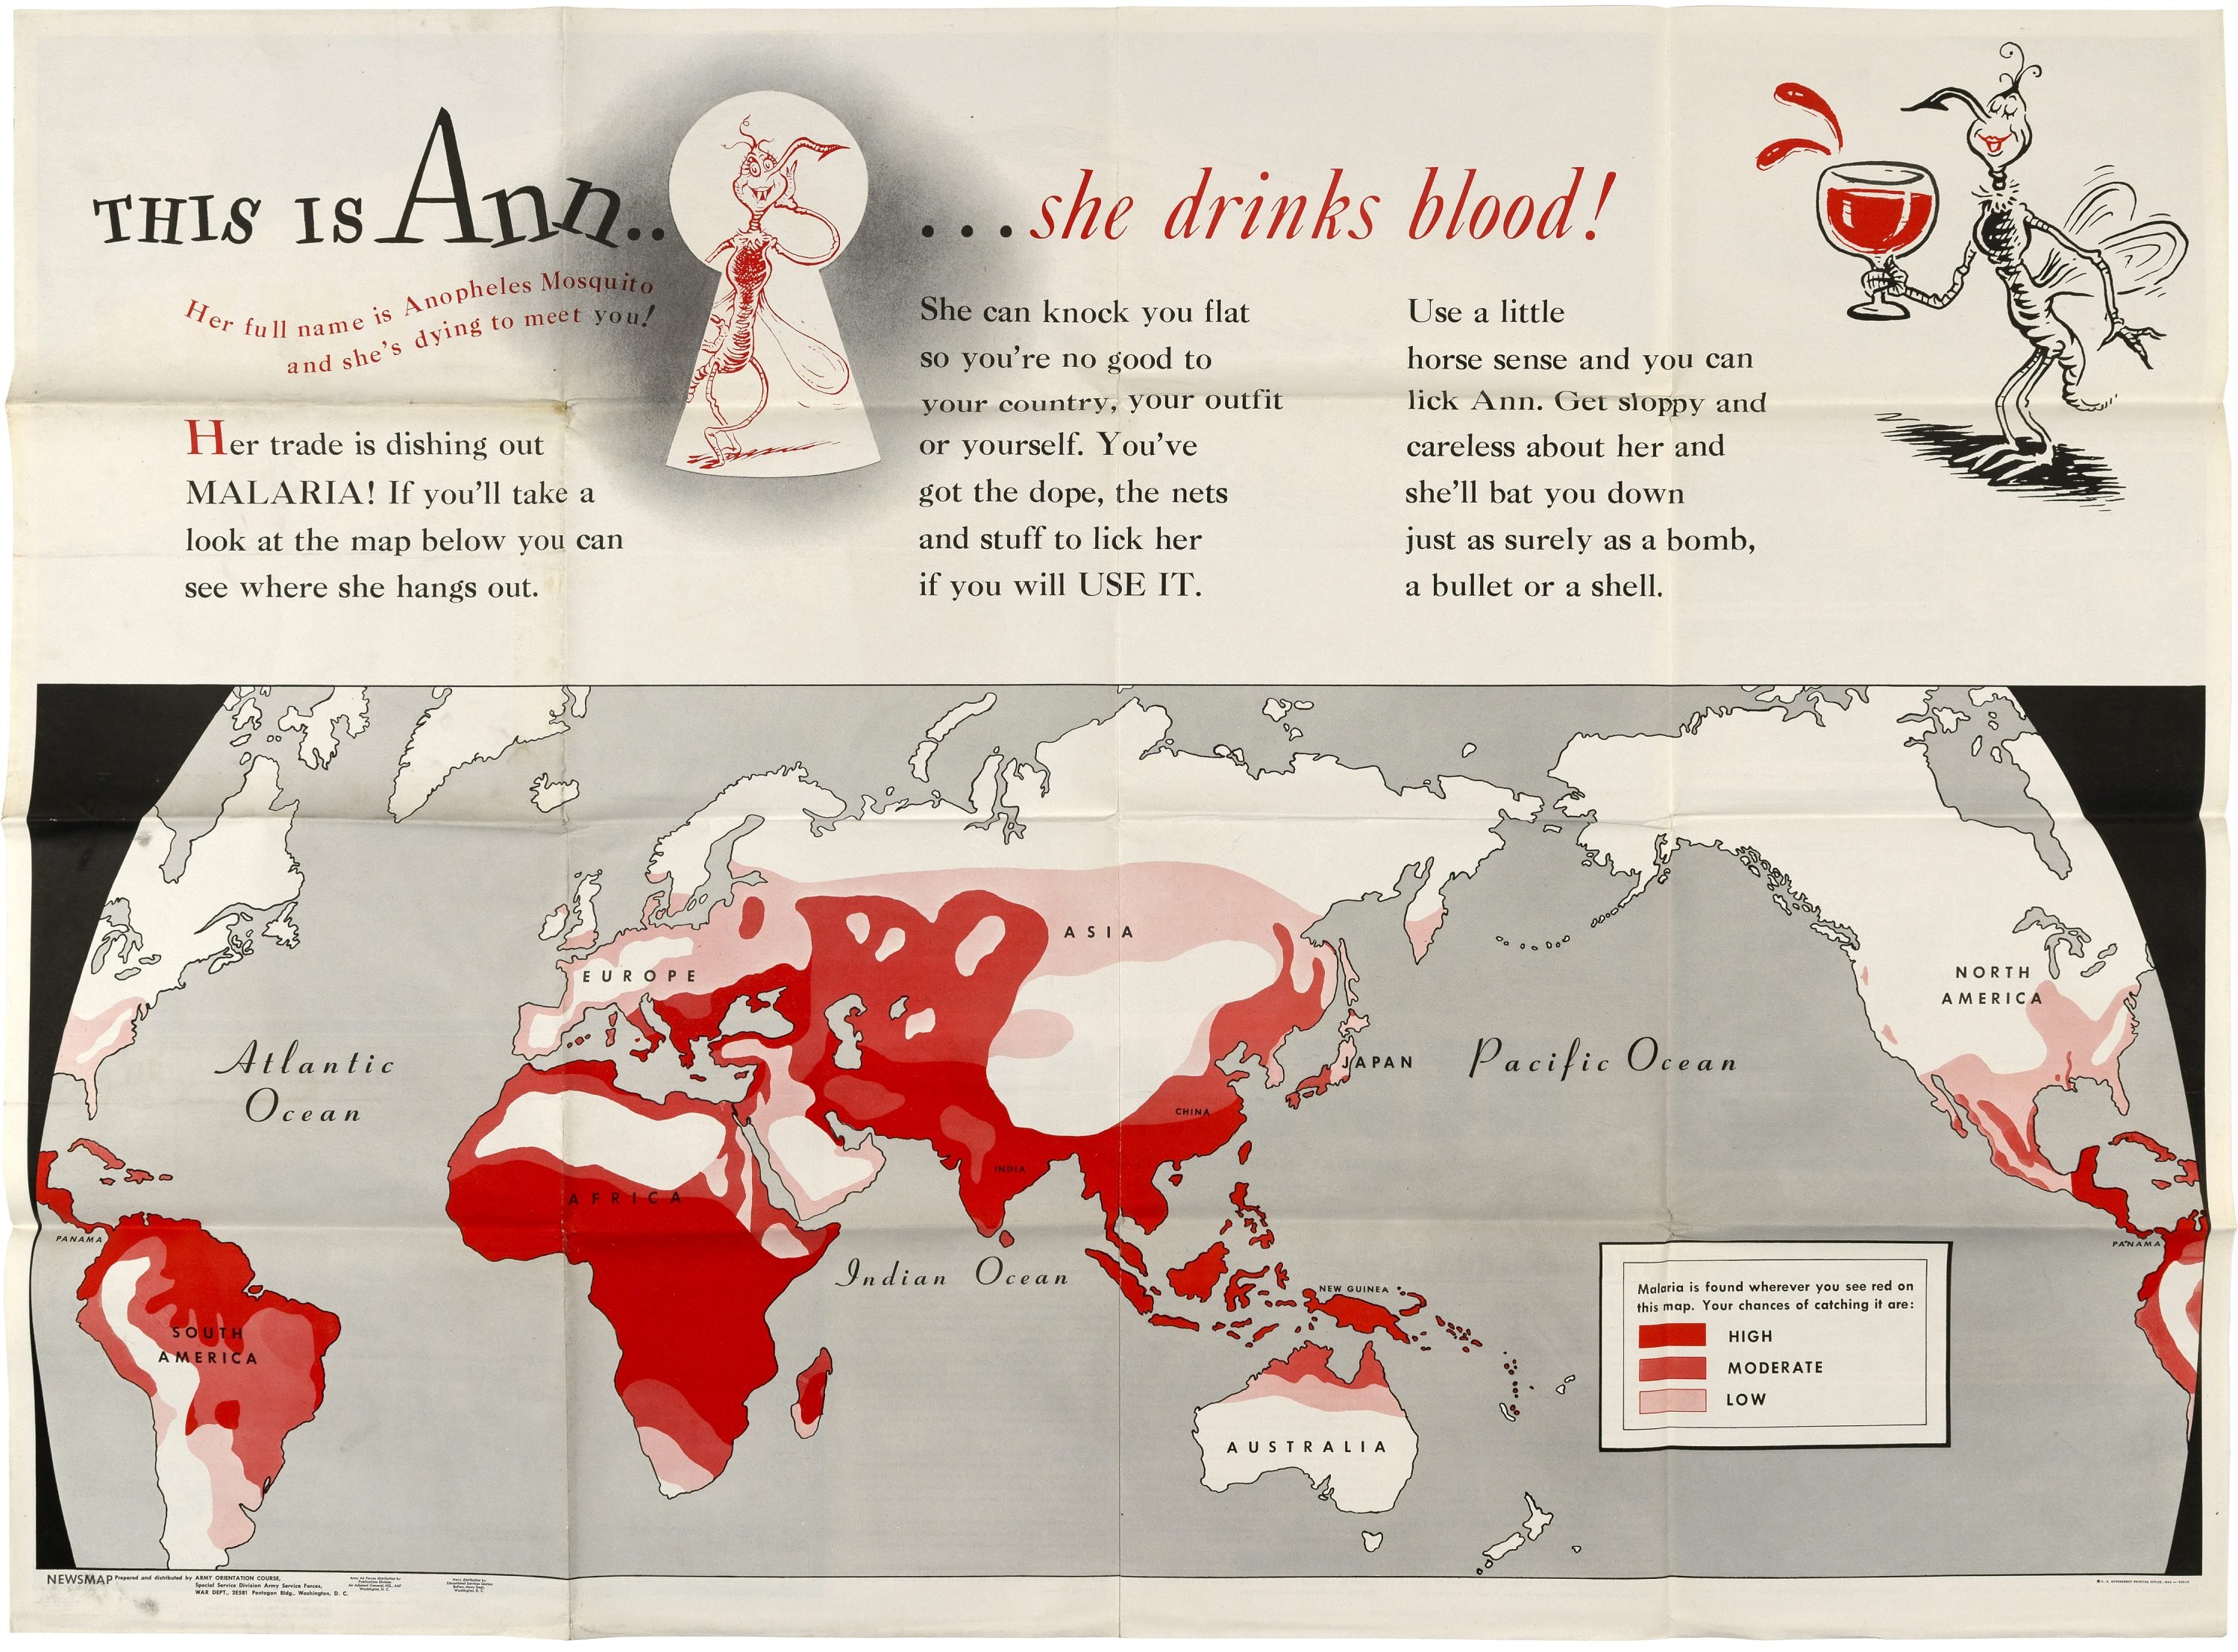 THIS IS Ann..
Her full name is Anopheles Mosquito
and she's dying to meet you!
Her trade is dishing out
MALARIA! If you'll take a
look at the map below you can
see where she hangs out.
...she drinks blood!
She can knock you flat
so you're no good to
your country, your outfit
or yourself. You've
got the dope, the nets
and stuff to lick her
if you will USE IT.
Use a little
horse sense and you can
lick Ann. Get sloppy and
careless about her and
she'll bat you down
just as surely as a bomb,
a bullet or a shell.
ASIA
EUROPE
NORTH
AMERICA
Atlantic
Ocean
JAPAN
Pacific Ocean
CHINA
INDIA
AFRICA
PANAMA
PANAMA
Indian Ocean
NEW GUINEA
SOUTH
AMERICA
AUSTRALIA
Malaria is found wherever you see red on
this map. Your chances of catching it are:
HIGH
MODERATE
LOW
NEWSMAP Prepared and distributed by ARMY ORIENTATION COURSE,
Special Service Division Army Service Forces,
WAR DEPT., 2E581 Pentagon Bldg., Washington, D. C.